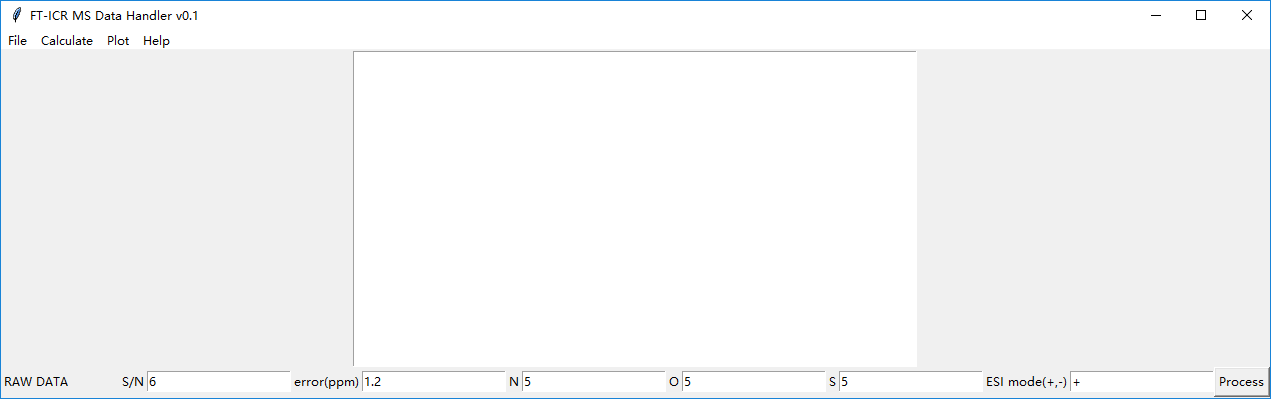 FT-ICR MS Data Handler v0.1
File Calculate Plot Help
RAW DATA S/N 6 error(ppm) 1.2 N 5 O 5 S 5 ESI mode(+,-) + Process